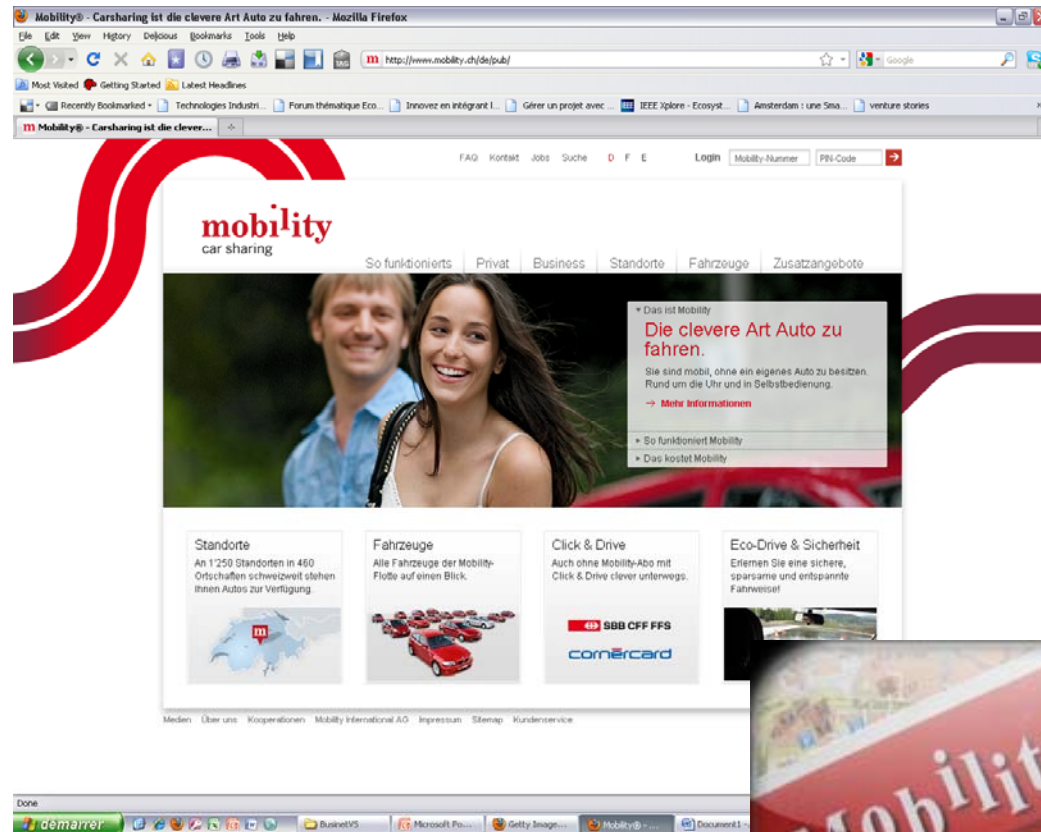 Mobility® - Carsharing ist die clevere Art Auto zu fahren. - Mozilla Firefox
File Edit View History Delicious Bookmarks Tools Help
m http://www.mobility.ch/de/pub/ Google
TAG
Most Visited Getting Started Latest Headlines
Recently Bookmarked Technologies Industri... Forum thématique Eco... Innovez en intégrant l... Gérer un projet avec ... IEEE Xplore - Ecosyst... Amsterdam : une Sma... venture stories
m Mobility® - Carsharing ist die clever...
FAQ Kontakt Jobs Suche D F E Login Mobility-Nummer PIN-Code
mobility
car sharing
So funktionierts Privat Business Standorte Fahrzeuge Zusatzangebote
Das ist Mobility
Die clevere Art Auto zu
fahren.
Sie sind mobil, ohne ein eigenes Auto zu besitzen.
Rund um die Uhr und in Selbstbedienung.
→ Mehr Informationen
So funktioniert Mobility
Das kostet Mobility
Standorte
An 1'250 Standorten in 460
Ortschaften schweizweit stehen
Ihnen Autos zur Verfügung.
m
Fahrzeuge
Alle Fahrzeuge der Mobility-
Flotte auf einen Blick.
Click & Drive
Auch ohne Mobility-Abo mit
Click & Drive clever unterwegs.
SBB CFF FFS
cornèrcard
Eco-Drive & Sicherheit
Erlernen Sie eine sichere,
sparsame und entspannte
Fahrweise!
Medien Über uns Kooperationen Mobility International AG Impressum Sitemap Kundenservice
Mobilit
Done
démarrer BusinetVS Microsoft Po... Getty Image... Mobility® - ... Document1 -